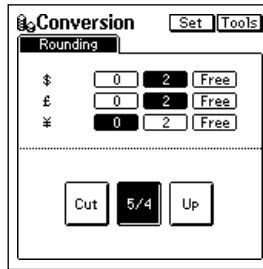 Conversion Set Tools
Rounding
$ 0 2 Free
£ 0 2 Free
¥ 0 2 Free
Cut 5/4 Up